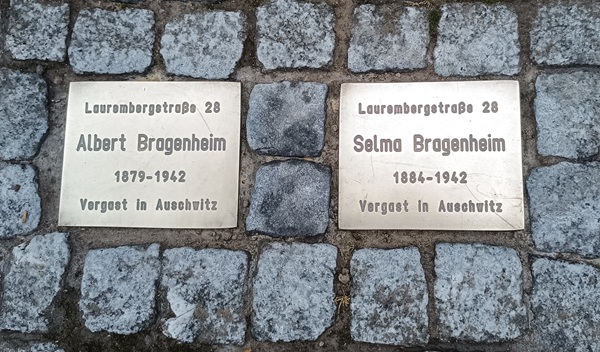 Laurembergstraße 28
Albert Bragenheim
1879-1942
Vergast in Auschwitz
Laurembergstraße 28
Selma Bragenheim
1884-1942
Vergast in Auschwitz